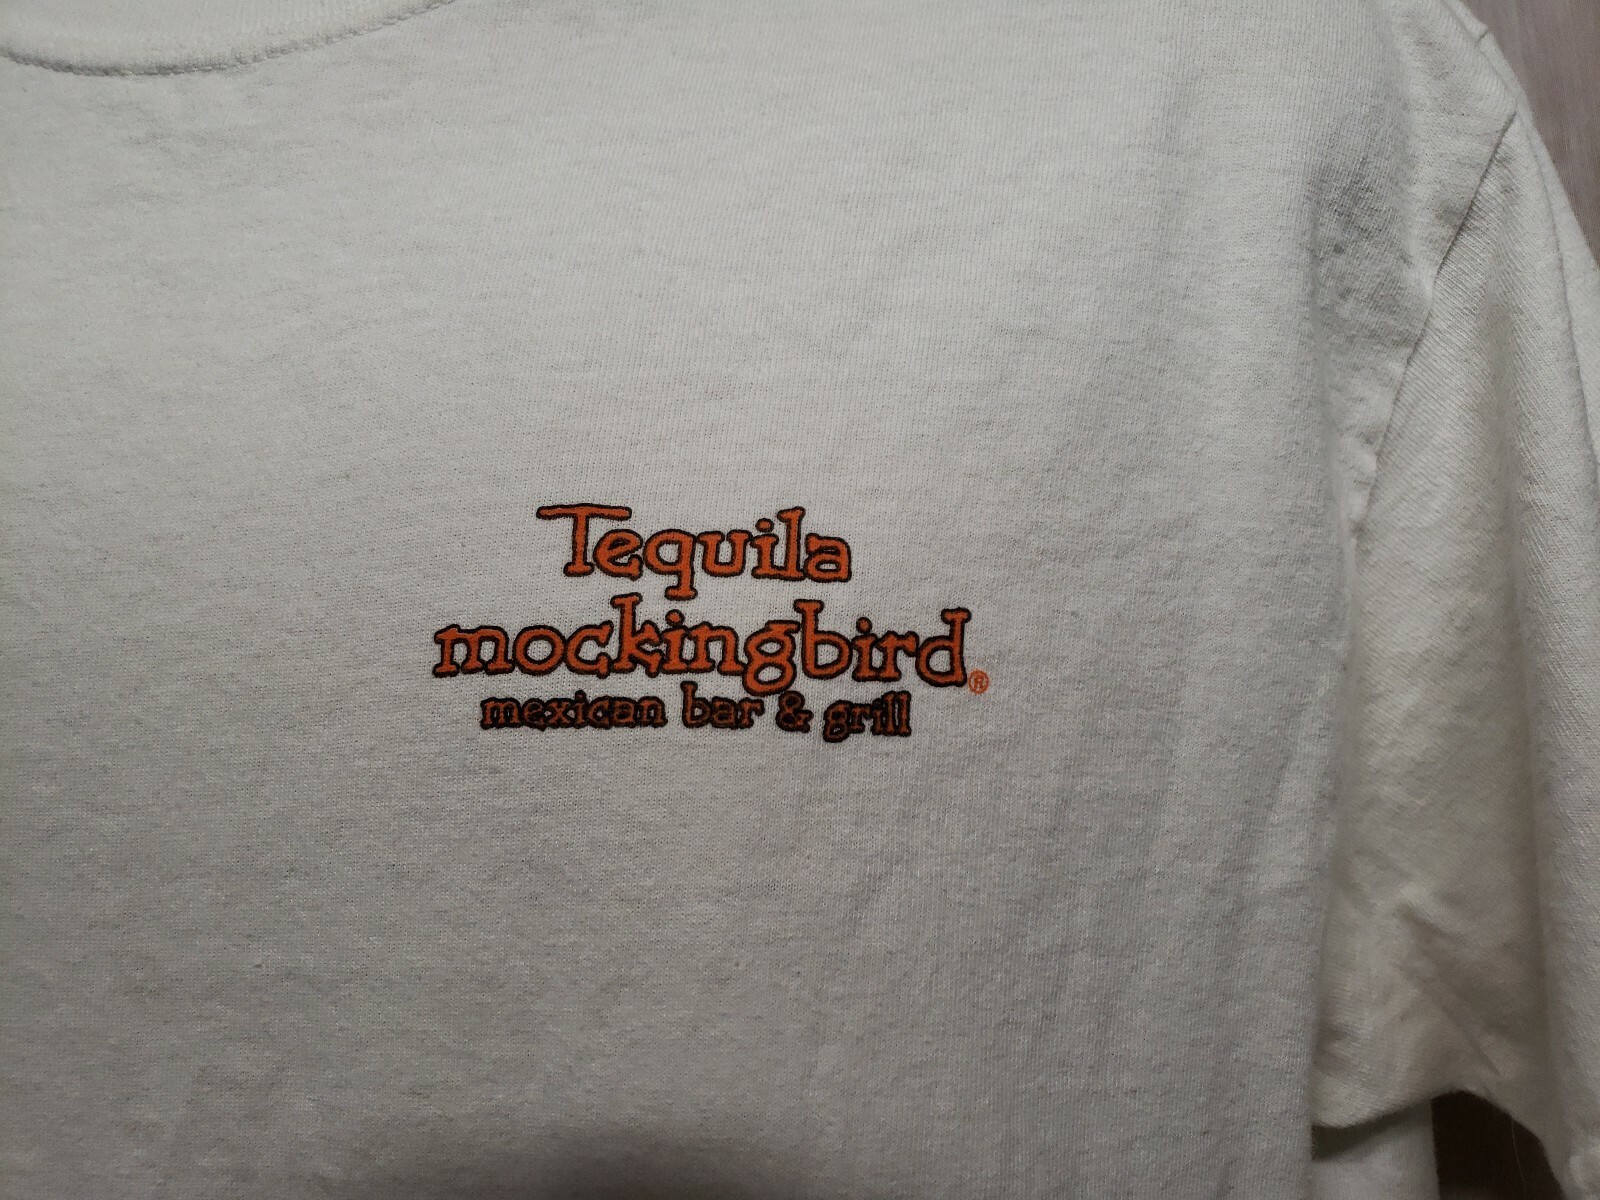 Tequila
mockingbird®
mexican bar & grill